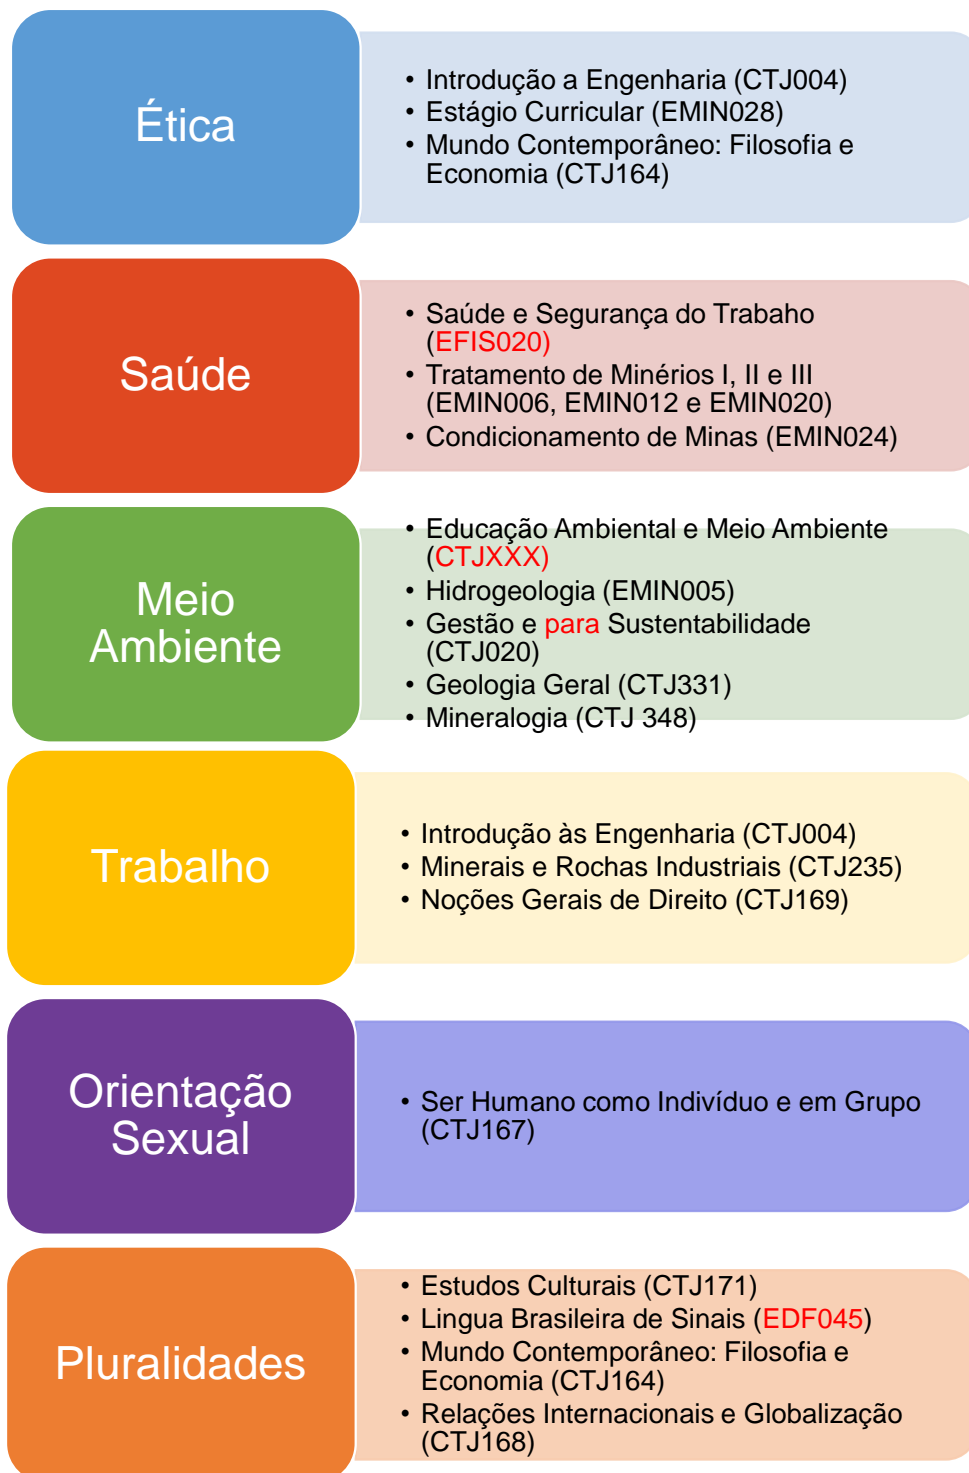 Ética
• Introdução a Engenharia (CTJ004)
• Estágio Curricular (EMIN028)
• Mundo Contemporâneo: Filosofia e
Economia (CTJ164)
Saúde
• Saúde e Segurança do Trabaho
(EFIS020)
• Tratamento de Minérios I, II e III
(EMIN006, EMIN012 e EMIN020)
• Condicionamento de Minas (EMIN024)
Meio
Ambiente
• Educação Ambiental e Meio Ambiente
(CTJXXX)
• Hidrogeologia (EMIN005)
• Gestão e para Sustentabilidade
(CTJ020)
• Geologia Geral (CTJ331)
• Mineralogia (CTJ 348)
Trabalho
• Introdução às Engenharia (CTJ004)
• Minerais e Rochas Industriais (CTJ235)
• Noções Gerais de Direito (CTJ169)
Orientação
Sexual
• Ser Humano como Indivíduo e em Grupo
(CTJ167)
Pluralidades
• Estudos Culturais (CTJ171)
• Lingua Brasileira de Sinais (EDF045)
• Mundo Contemporâneo: Filosofia e
Economia (CTJ164)
• Relações Internacionais e Globalização
(CTJ168)